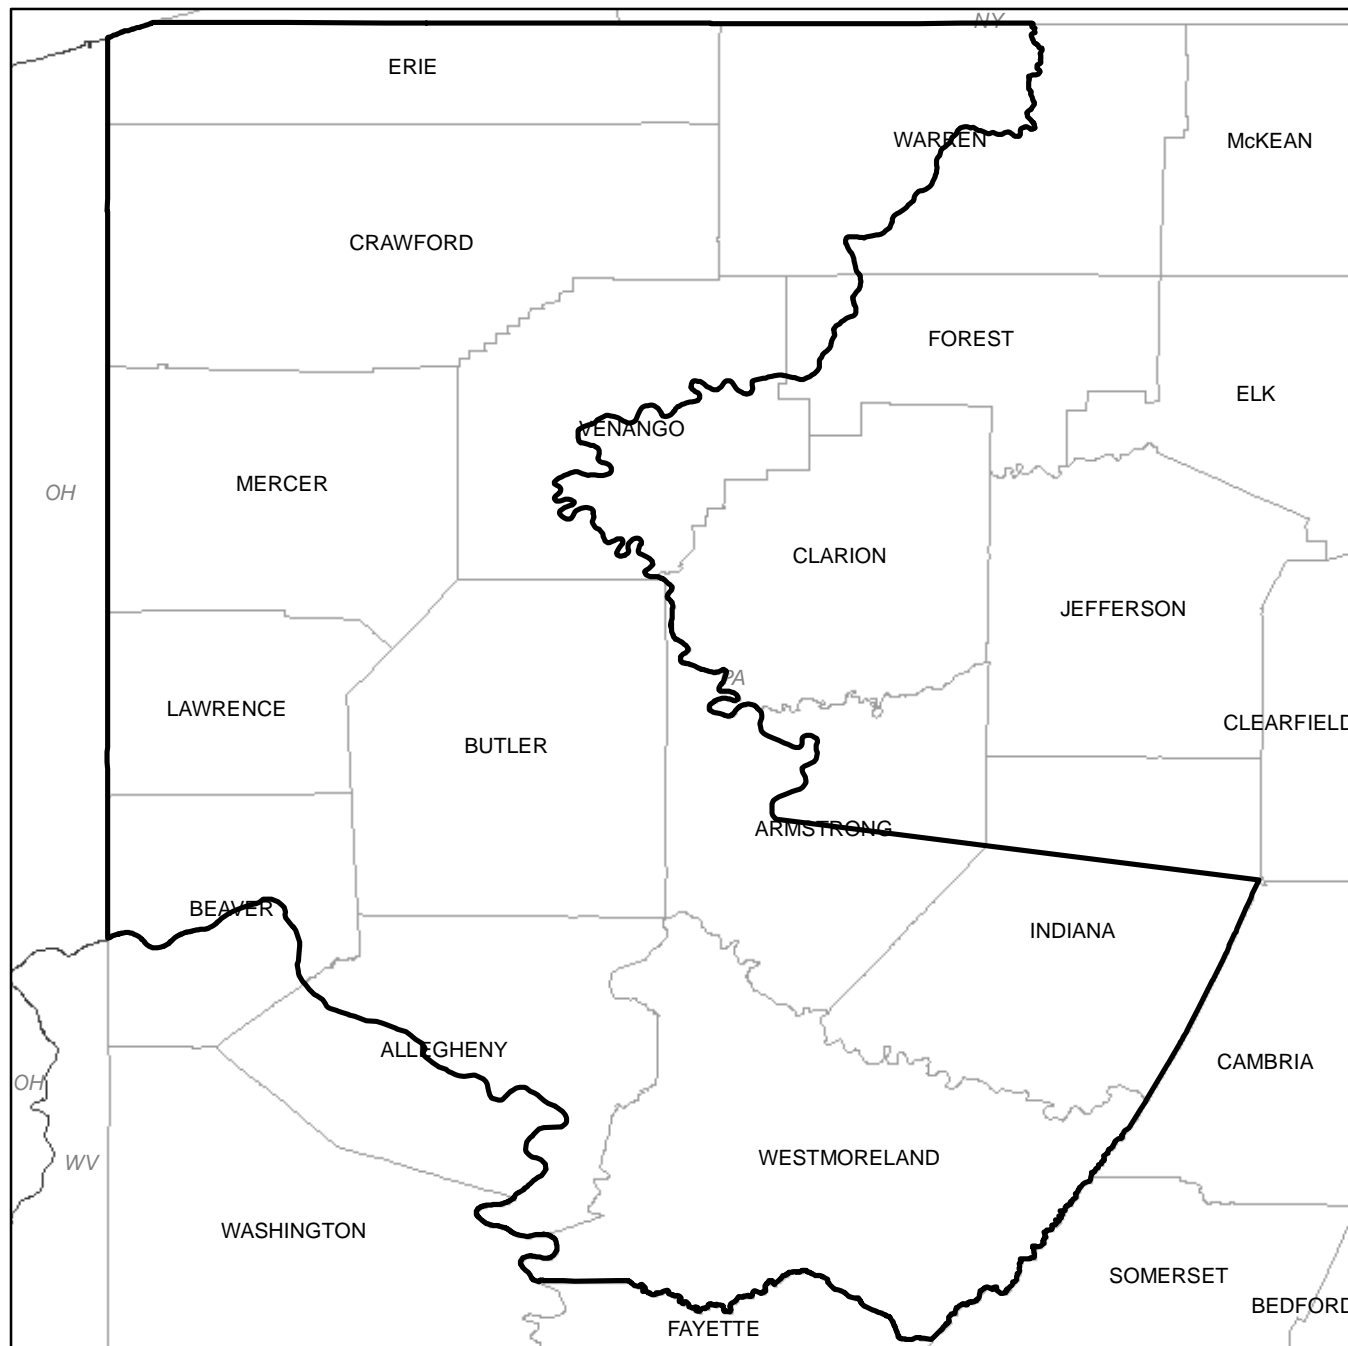 NY
ERIE
WARREN
McKEAN
CRAWFORD
FOREST
ELK
VENANGO
MERCER
OH
CLARION
JEFFERSON
PA
LAWRENCE
CLEARFIELD
BUTLER
ARMSTRONG
BEAVER
INDIANA
ALLEGHENY
CAMBRIA
OH
WESTMORELAND
WV
WASHINGTON
SOMERSET
BEDFORD
FAYETTE